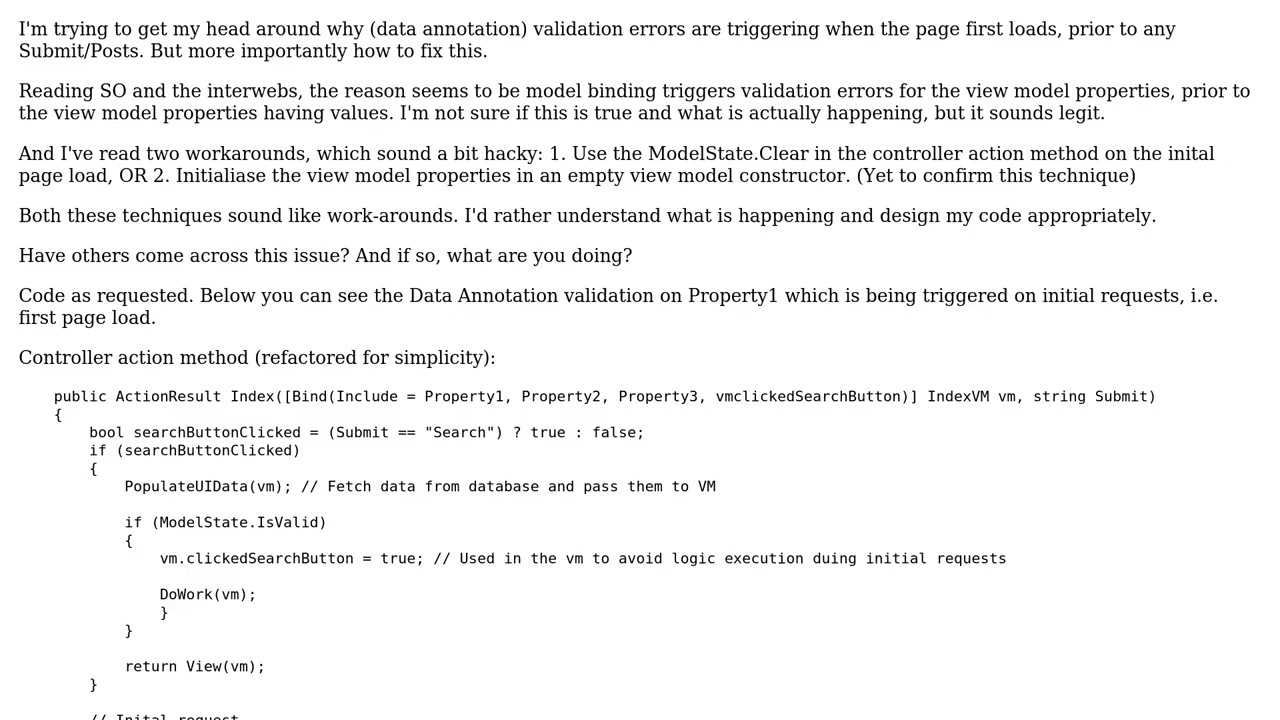 I'm trying to get my head around why (data annotation) validation errors are triggering when the page first loads, prior to any
Submit/Posts. But more importantly how to fix this.
Reading SO and the interwebs, the reason seems to be model binding triggers validation errors for the view model properties, prior to
the view model properties having values. I'm not sure if this is true and what is actually happening, but it sounds legit.
And I've read two workarounds, which sound a bit hacky: 1. Use the ModelState.Clear in the controller action method on the inital
page load, OR 2. Initialiase the view model properties in an empty view model constructor. (Yet to confirm this technique)
Both these techniques sound like work-arounds. I'd rather understand what is happening and design my code appropriately.
Have others come across this issue? And if so, what are you doing?
Code as requested. Below you can see the Data Annotation validation on Property1 which is being triggered on initial requests, i.e.
first page load.
Controller action method (refactored for simplicity):
public ActionResult Index([Bind(Include = Property1, Property2, Property3, vmclickedSearchButton)] IndexVM vm, string Submit)
{
bool searchButtonClicked = (Submit == "Search") ? true : false;
if (searchButtonClicked)
{
PopulateUIData(vm); // Fetch data from database and pass them to VM
if (ModelState.IsValid)
{
vm.clickedSearchButton = true; // Used in the vm to avoid logic execution duing initial requests
DoWork(vm);
}
}
return View(vm);
}
// Inital request